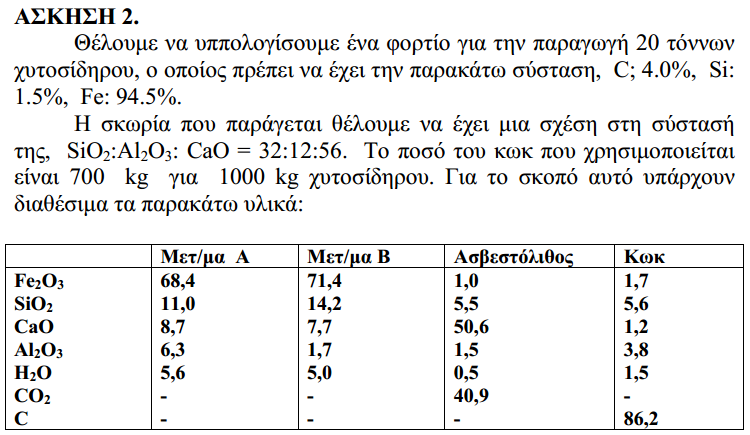 ΑΣΚΗΣΗ 2.
Θέλουμε να υππολογίσουμε ένα φορτίο για την παραγωγή 20 τόννων
χυτοσίδηρου, ο οποίος πρέπει να έχει την παρακάτω σύσταση, C; 4.0%, Si:
1.5%, Fe: 94.5%.
Η σκωρία που παράγεται θέλουμε να έχει μια σχέση στη σύστασή
της, SiO₂:Al₂O₃: CaO = 32:12:56. Το ποσό του κωκ που χρησιμοποιείται
είναι 700 kg για 1000 kg χυτοσίδηρου. Για το σκοπό αυτό υπάρχουν
διαθέσιμα τα παρακάτω υλικά:
Μετ/μα Α Μετ/μα Β Ασβεστόλιθος Κωκ
Fe₂O₃ 68,4 71,4 1,0 1,7
SiO₂ 11,0 14,2 5,5 5,6
CaO 8,7 7,7 50,6 1,2
Al₂O₃ 6,3 1,7 1,5 3,8
H₂O 5,6 5,0 0,5 1,5
CO₂ - - 40,9 -
C - - - 86,2